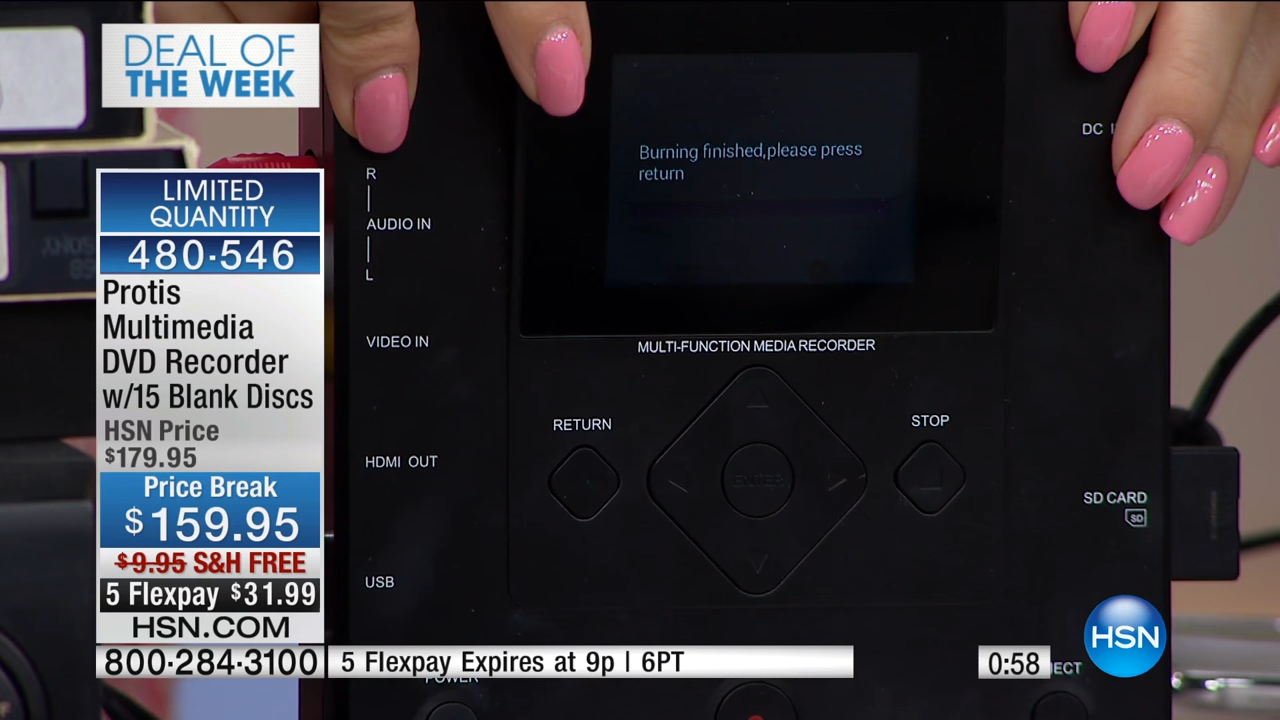 DEAL OF
THE WEEK
LIMITED
QUANTITY
480·546
Protis
Multimedia
DVD Recorder
w/15 Blank Discs
HSN Price
$179.95
Price Break
$159.95
$9.95 S&H FREE
5 Flexpay $31.99
HSN.COM
800·284·3100
5 Flexpay Expires at 9p | 6PT
0:58
HSN
Burning finished,please press
return
R
AUDIO IN
L
VIDEO IN
HDMI OUT
USB
MULTI-FUNCTION MEDIA RECORDER
RETURN
ENTER
STOP
DC
SD CARD
SD
POWER